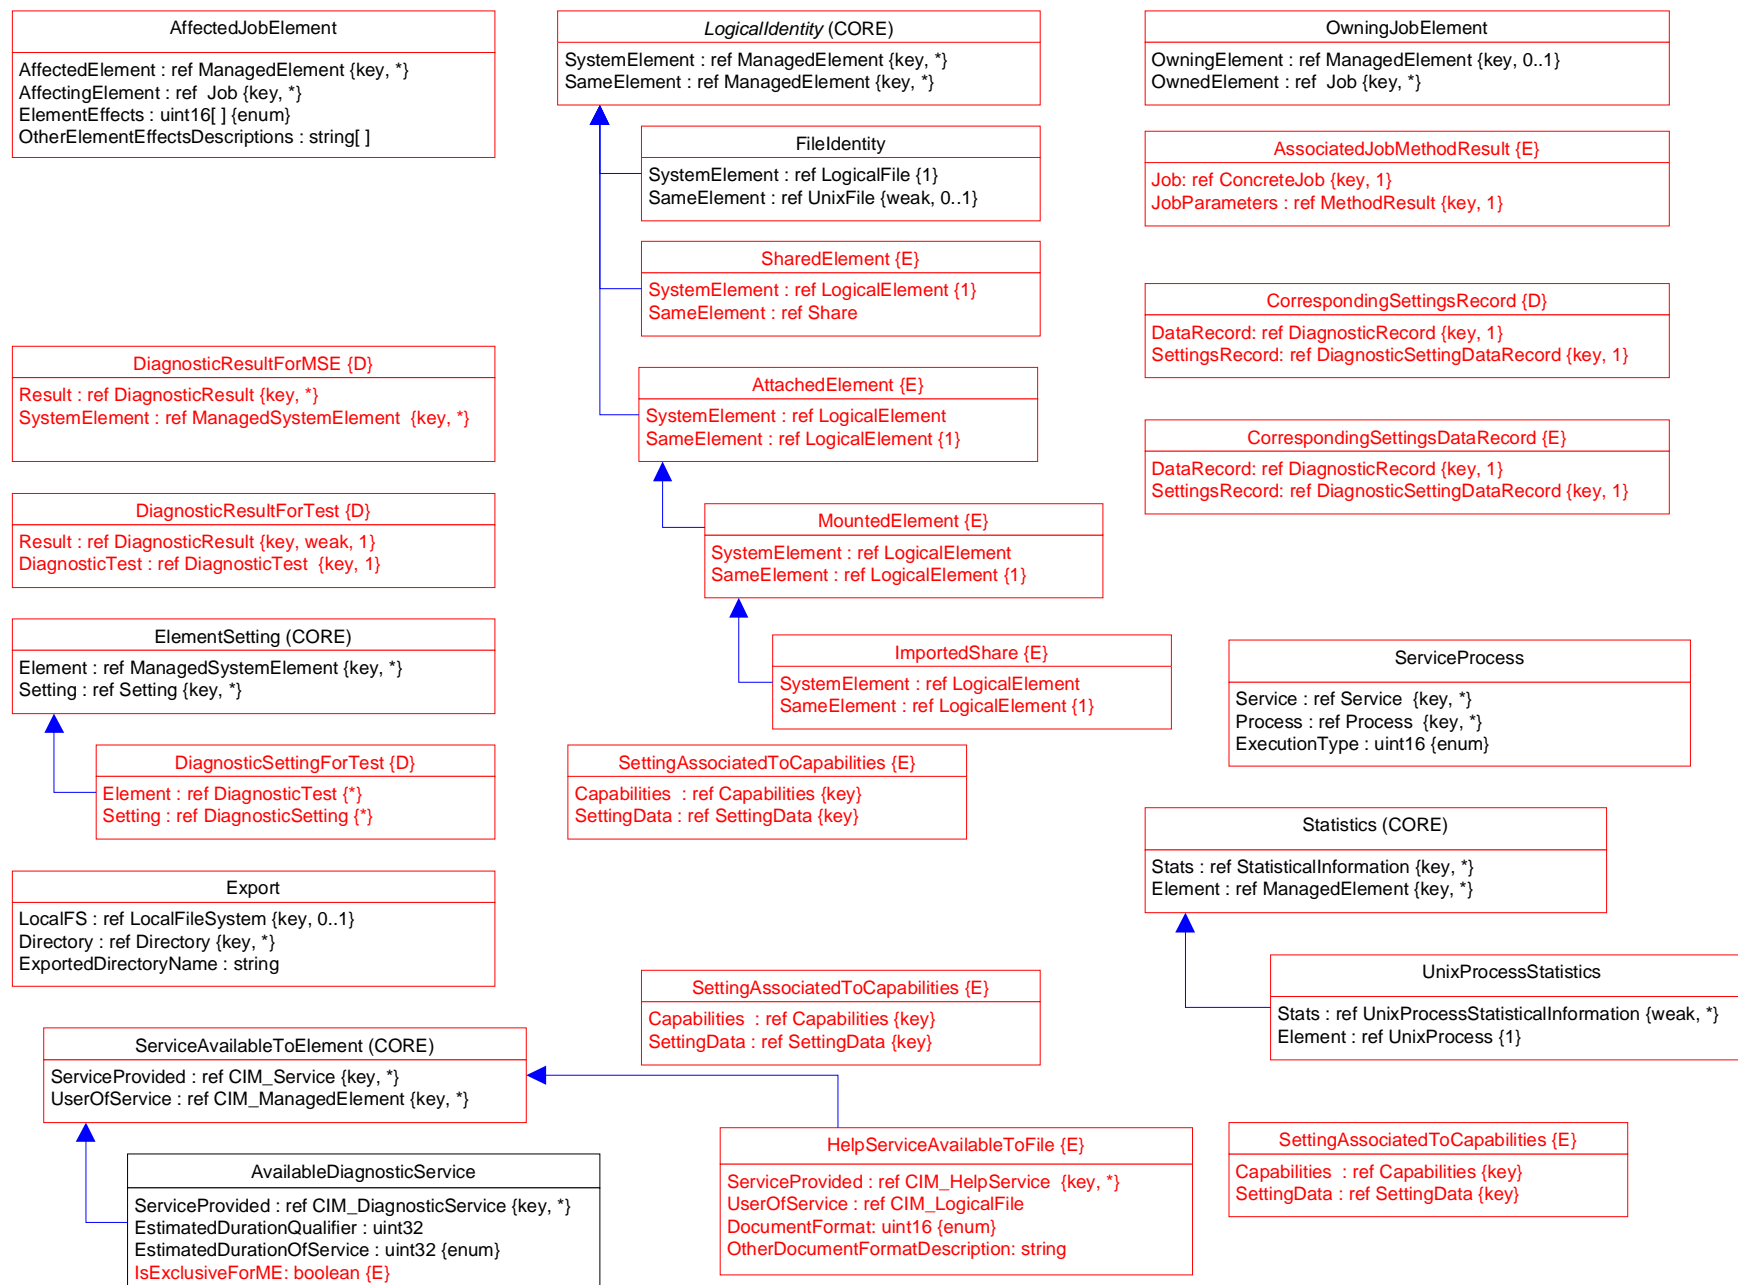 AffectedJobElement
AffectedElement : ref ManagedElement {key, *}
AffectingElement : ref  Job {key, *}
ElementEffects : uint16[ ] {enum}
OtherElementEffectsDescriptions : string[ ]
LogicalIdentity (CORE)
SystemElement : ref ManagedElement {key, *}
SameElement : ref ManagedElement {key, *}
OwningJobElement
OwningElement : ref ManagedElement {key, 0..1}
OwnedElement : ref  Job {key, *}
FileIdentity
SystemElement : ref LogicalFile {1}
SameElement : ref UnixFile {weak, 0..1}
AssociatedJobMethodResult {E}
Job: ref ConcreteJob {key, 1}
JobParameters : ref MethodResult {key, 1}
SharedElement {E}
SystemElement : ref LogicalElement {1}
SameElement : ref Share
CorrespondingSettingsRecord {D}
DataRecord: ref DiagnosticRecord {key, 1}
SettingsRecord: ref DiagnosticSettingDataRecord {key, 1}
DiagnosticResultForMSE {D}
Result : ref DiagnosticResult {key, *}
SystemElement : ref ManagedSystemElement  {key, *}
AttachedElement {E}
SystemElement : ref LogicalElement
SameElement : ref LogicalElement {1}
CorrespondingSettingsDataRecord {E}
DataRecord: ref DiagnosticRecord {key, 1}
SettingsRecord: ref DiagnosticSettingDataRecord {key, 1}
DiagnosticResultForTest {D}
Result : ref DiagnosticResult {key, weak, 1}
DiagnosticTest : ref DiagnosticTest  {key, 1}
MountedElement {E}
SystemElement : ref LogicalElement
SameElement : ref LogicalElement {1}
ElementSetting (CORE)
Element : ref ManagedSystemElement {key, *}
Setting : ref Setting {key, *}
ImportedShare {E}
SystemElement : ref LogicalElement
SameElement : ref LogicalElement {1}
ServiceProcess
Service : ref Service  {key, *}
Process : ref Process  {key, *}
ExecutionType : uint16 {enum}
DiagnosticSettingForTest {D}
Element : ref DiagnosticTest {*}
Setting : ref DiagnosticSetting {*}
SettingAssociatedToCapabilities {E}
Capabilities  : ref Capabilities {key}
SettingData : ref SettingData {key}
Statistics (CORE)
Stats : ref StatisticalInformation {key, *}
Element : ref ManagedElement {key, *}
Export
LocalFS : ref LocalFileSystem {key, 0..1}
Directory : ref Directory {key, *}
ExportedDirectoryName : string
UnixProcessStatistics
Stats : ref UnixProcessStatisticalInformation {weak, *}
Element : ref UnixProcess {1}
SettingAssociatedToCapabilities {E}
Capabilities  : ref Capabilities {key}
SettingData : ref SettingData {key}
ServiceAvailableToElement (CORE)
ServiceProvided : ref CIM_Service {key, *}
UserOfService : ref CIM_ManagedElement {key, *}
HelpServiceAvailableToFile {E}
ServiceProvided : ref CIM_HelpService  {key, *}
UserOfService : ref CIM_LogicalFile
DocumentFormat: uint16 {enum}
OtherDocumentFormatDescription: string
SettingAssociatedToCapabilities {E}
Capabilities  : ref Capabilities {key}
SettingData : ref SettingData {key}
AvailableDiagnosticService
ServiceProvided : ref CIM_DiagnosticService {key, *}
EstimatedDurationQualifier : uint32
EstimatedDurationOfService : uint32 {enum}
IsExclusiveForME: boolean {E}